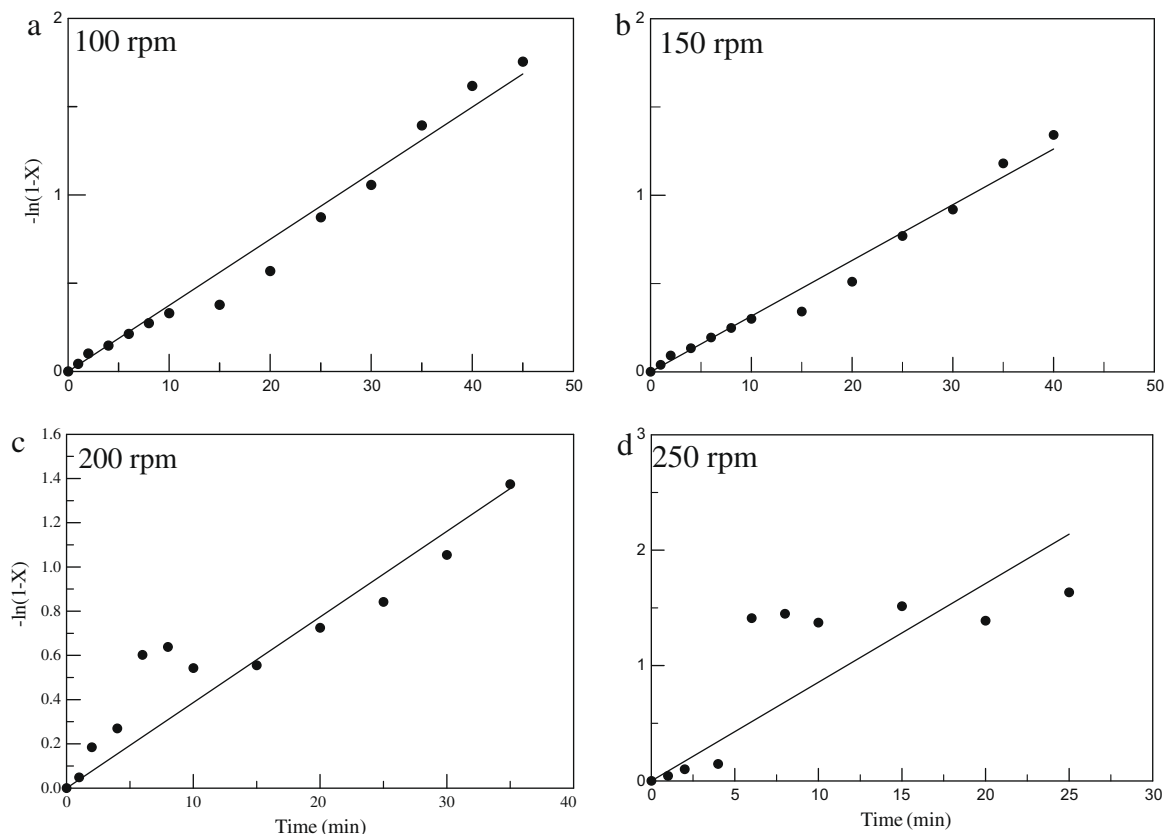 a
100 rpm
2
1
0
-ln(1-X)
0 10 20 30 40 50
b
150 rpm
2
1
0
0 10 20 30 40 50
c
200 rpm
1.6
1.4
1.2
1.0
0.8
0.6
0.4
0.2
0.0
-ln(1-X)
0 10 20 30 40
Time (min)
d
250 rpm
3
2
1
0
0 5 10 15 20 25 30
Time (min)